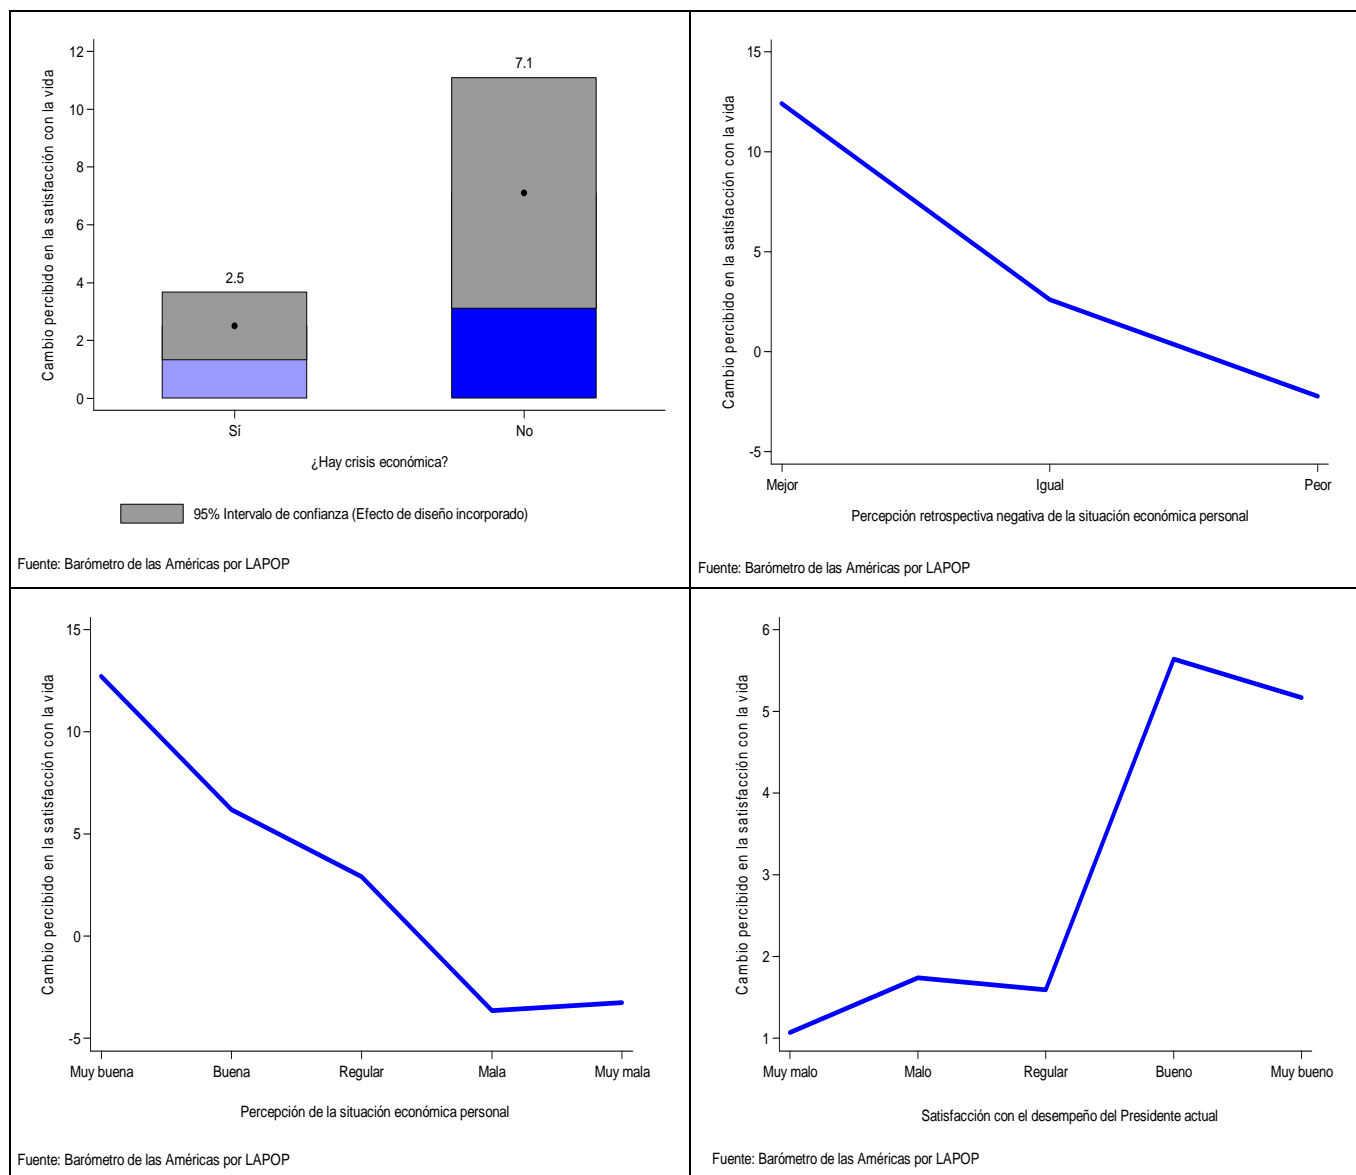 Cambio percibido en la satisfacción con la vida
12
10
8
6
4
2
0
2.5
7.1
Sí
No
¿Hay crisis económica?
95% Intervalo de confianza (Efecto de diseño incorporado)
Fuente: Barómetro de las Américas por LAPOP
Cambio percibido en la satisfacción con la vida
15
10
5
0
-5
Mejor
Igual
Peor
Percepción retrospectiva negativa de la situación económica personal
Fuente: Barómetro de las Américas por LAPOP
Cambio percibido en la satisfacción con la vida
15
10
5
0
-5
Muy buena
Buena
Regular
Mala
Muy mala
Percepción de la situación económica personal
Fuente: Barómetro de las Américas por LAPOP
Cambio percibido en la satisfacción con la vida
6
5
4
3
2
1
Muy malo
Malo
Regular
Bueno
Muy bueno
Satisfacción con el desempeño del Presidente actual
Fuente: Barómetro de las Américas por LAPOP